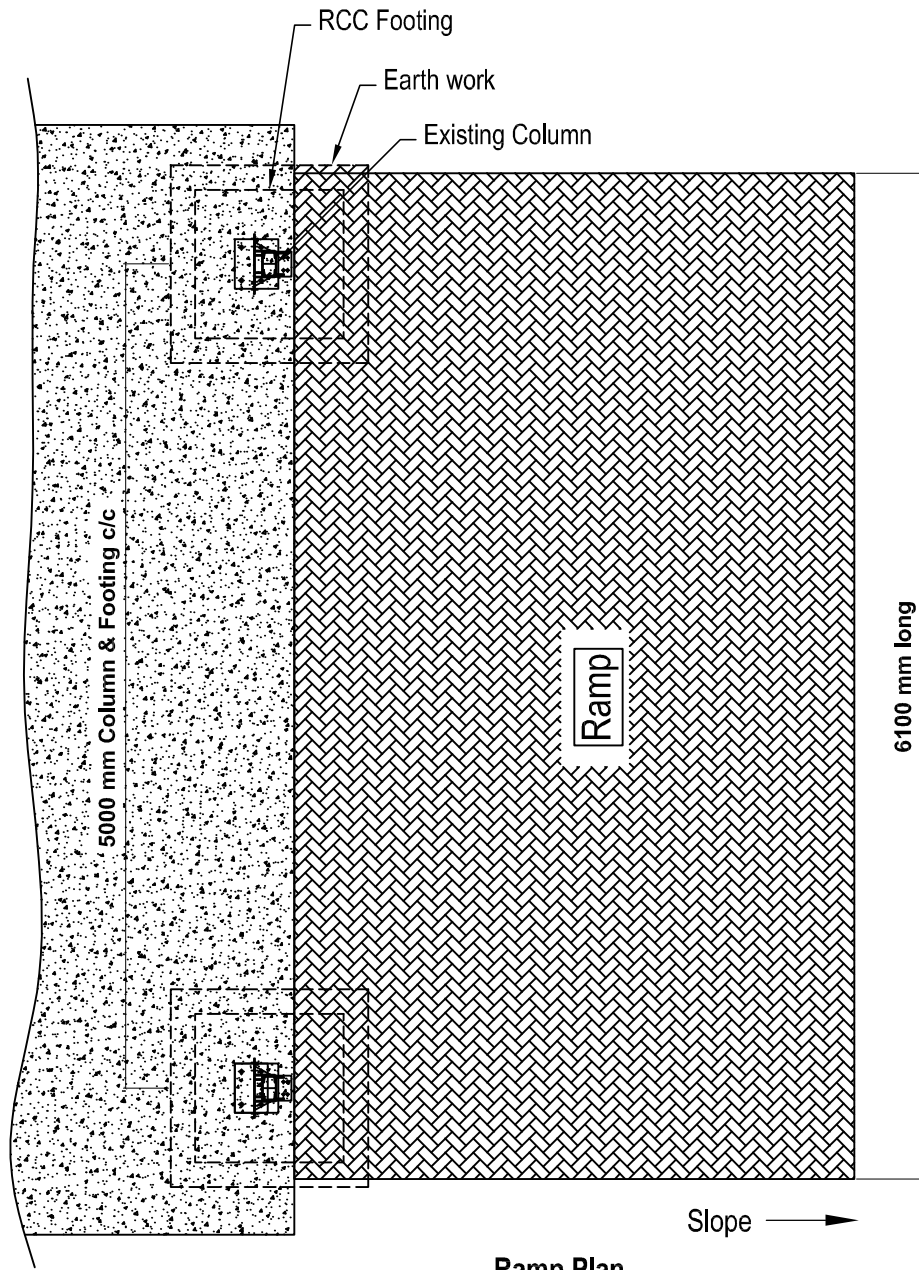 RCC Footing
Earth work
Existing Column
5000 mm Column & Footing c/c
Ramp
6100 mm long
Slope
Ramp Plan